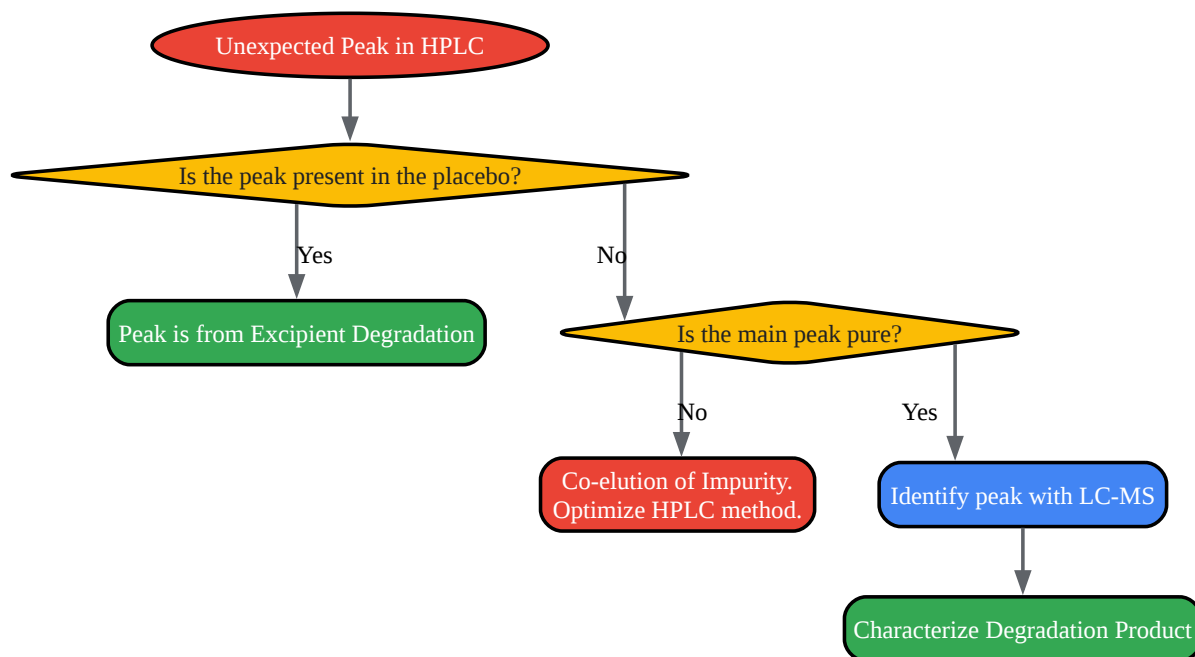 Unexpected Peak in HPLC
Is the peak present in the placebo?
Yes
No
Peak is from Excipient Degradation
Is the main peak pure?
No
Yes
Co-elution of Impurity.
Optimize HPLC method.
Identify peak with LC-MS
Characterize Degradation Product